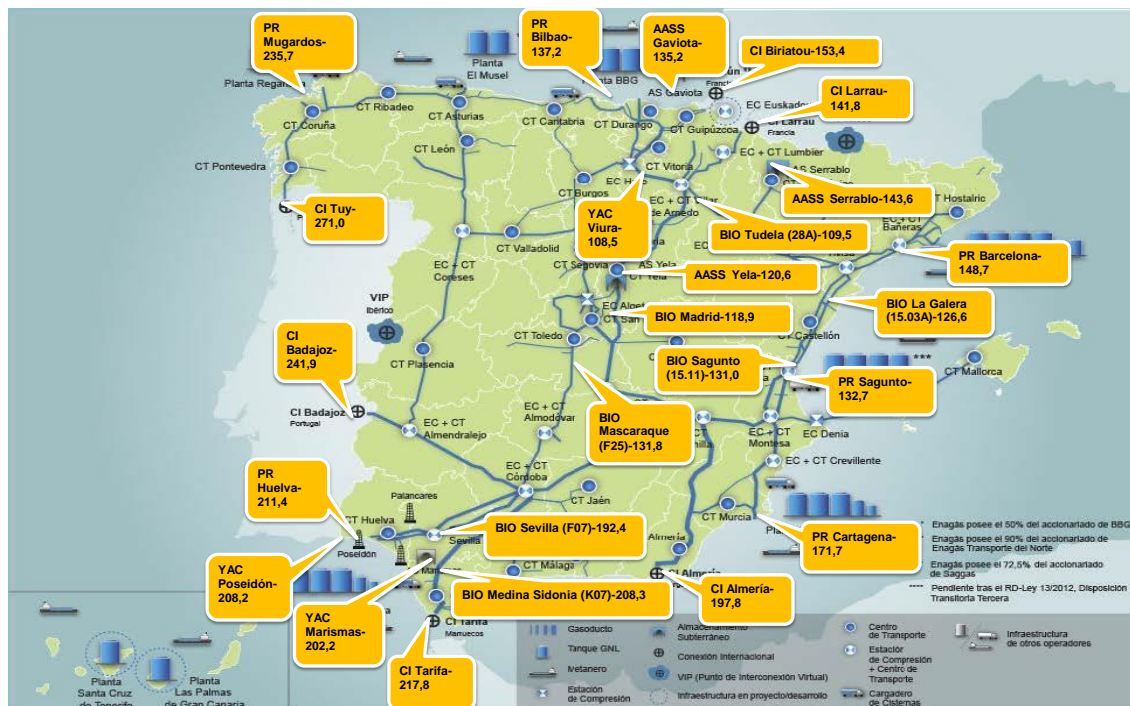 PR
Mugardos-
235,7
PR
Bilbao-
137,2
AASS
Gaviota-
135,2
CI Biriatou-153,4
Planta
El Musel
Planta BBG
Francia
AS Gaviota
EC Euskadour
CI Larrau-
141,8
CI Larrau
Francia
CT Coruña
CT Ribadeo
CT Asturias
CT Cantabria
CT Durango
CT Guipúzcoa
CT León
CT Vitoria
EC + CT Lumbier
CT Pontevedra
AS Serrablo
CT Burgos
EC + CT Vilar
de Arnedo
AASS Serrablo-143,6
CT Hostalric
CI Tuy-
271,0
YAC
Viura-
108,5
BIO Tudela (28A)-109,5
EC + CT
Bañeras
CT Valladolid
PR Barcelona-
148,7
EC + CT
Coreses
CT Segovia
AS Yela
CT Yela
AASS Yela-120,6
VIP
Ibérico
BIO La Galera
(15.03A)-126,6
BIO Madrid-118,9
CT San
CT Toledo
CT Castellón
CI
Badajoz-
241,9
CT Plasencia
BIO Sagunto
(15.11)-131,0
***
CT Mallorca
PR Sagunto-
132,7
CI Badajoz
Portugal
EC + CT
Almendralejo
EC + CT
Almodóvar
BIO
Mascaraque
(F25)-131,8
EC + CT
Montesa
EC Denia
EC + CT Crevillente
EC + CT
Córdoba
PR
Huelva-
211,4
Palancares
CT Jaén
CT Huelva
CT Murcia
BIO Sevilla (F07)-192,4
Sevilla
Almería
Poseidón
PR Cartagena-
171,7
Enagás posee el 50% del accionariado de BBG
Enagás posee el 90% del accionariado de
Enagás Transporte del Norte
Enagás posee el 72,5% del accionariado
de Saggas
**** Pendiente tras el RD-Ley 13/2012, Disposición
Transitoria Tercera
YAC
Poseidón-
208,2
CT Málaga
CI Almería
CI Almería-
197,8
BIO Medina Sidonia (K07)-208,3
YAC
Marismas-
202,2
CI Tarifa
Marruecos
CI Tarifa-
217,8
Planta
Santa Cruz
de Tenerife
Planta
Las Palmas
de Gran Canaria
Gasoducto
Tanque GNL
Metanero
Estación
de Compresión
Almacenamiento
Subterráneo
Conexión Internacional
VIP (Punto de Interconexión Virtual)
Infraestructura en proyecto/desarrollo
Centro
de Transporte
Estación
de Compresión
+ Centro de
Transporte
Cargadero
de Cisternas
Infraestructura
de otros operadores